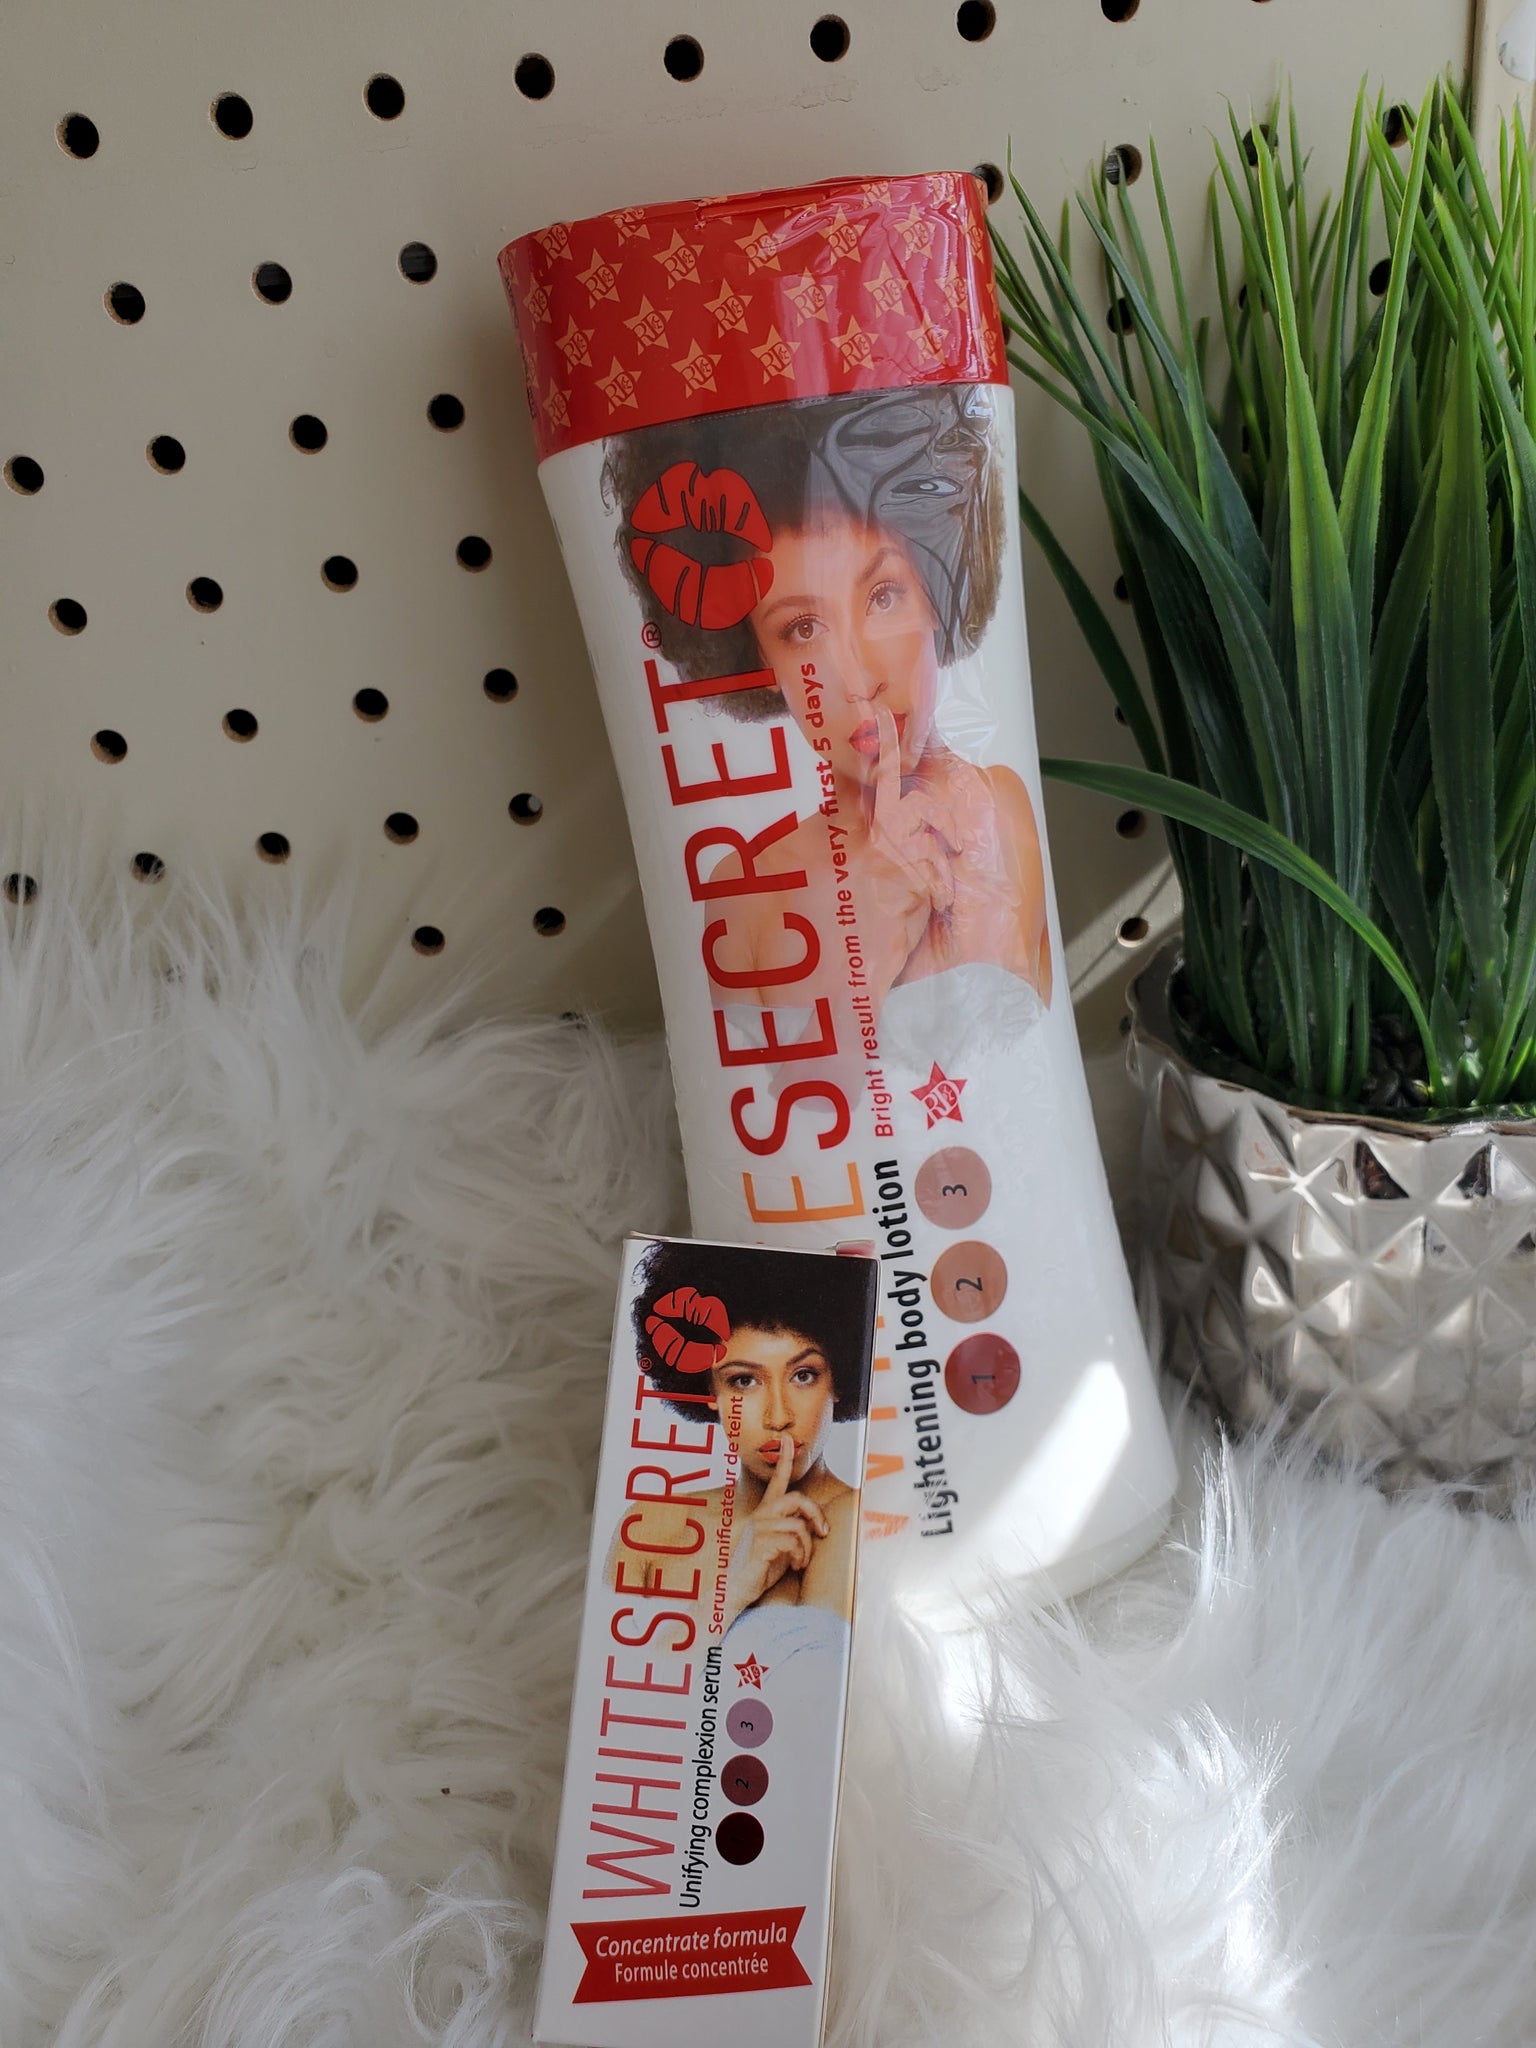 SECRET®
Bright result from the very first 5 days
Lightening body lotion
1 2 3
WHITESECRET®
Serum unificateur de teint
Unifying complexion serum
2 3
Concentrate formula
Formule concentrée